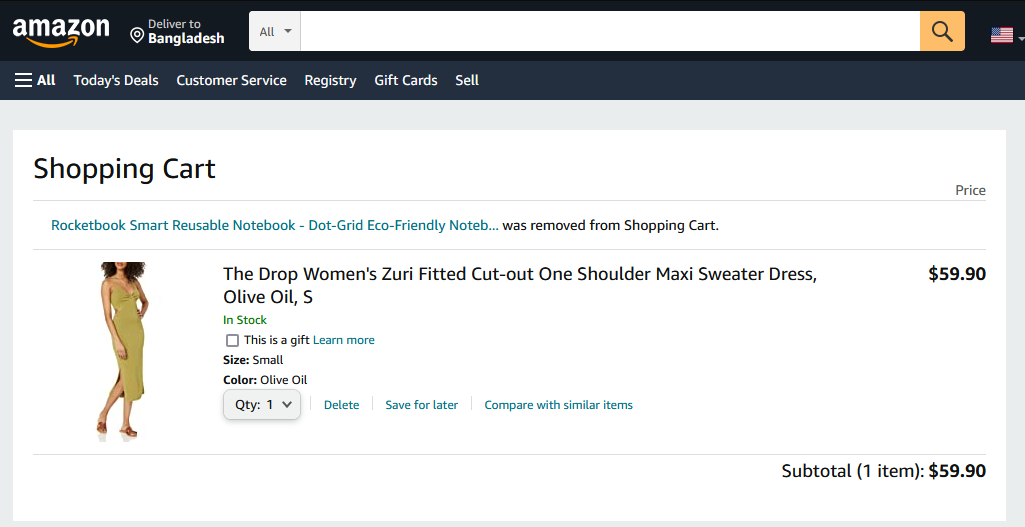 amazon
Deliver to
Bangladesh
All
All
Today's Deals
Customer Service
Registry
Gift Cards
Sell
Shopping Cart
Price
Rocketbook Smart Reusable Notebook - Dot-Grid Eco-Friendly Noteb... was removed from Shopping Cart.
The Drop Women's Zuri Fitted Cut-out One Shoulder Maxi Sweater Dress,
$59.90
Olive Oil, S
In Stock
This is a gift Learn more
Size: Small
Color: Olive Oil
Qty: 1
Delete
Save for later
Compare with similar items
Subtotal (1 item): $59.90